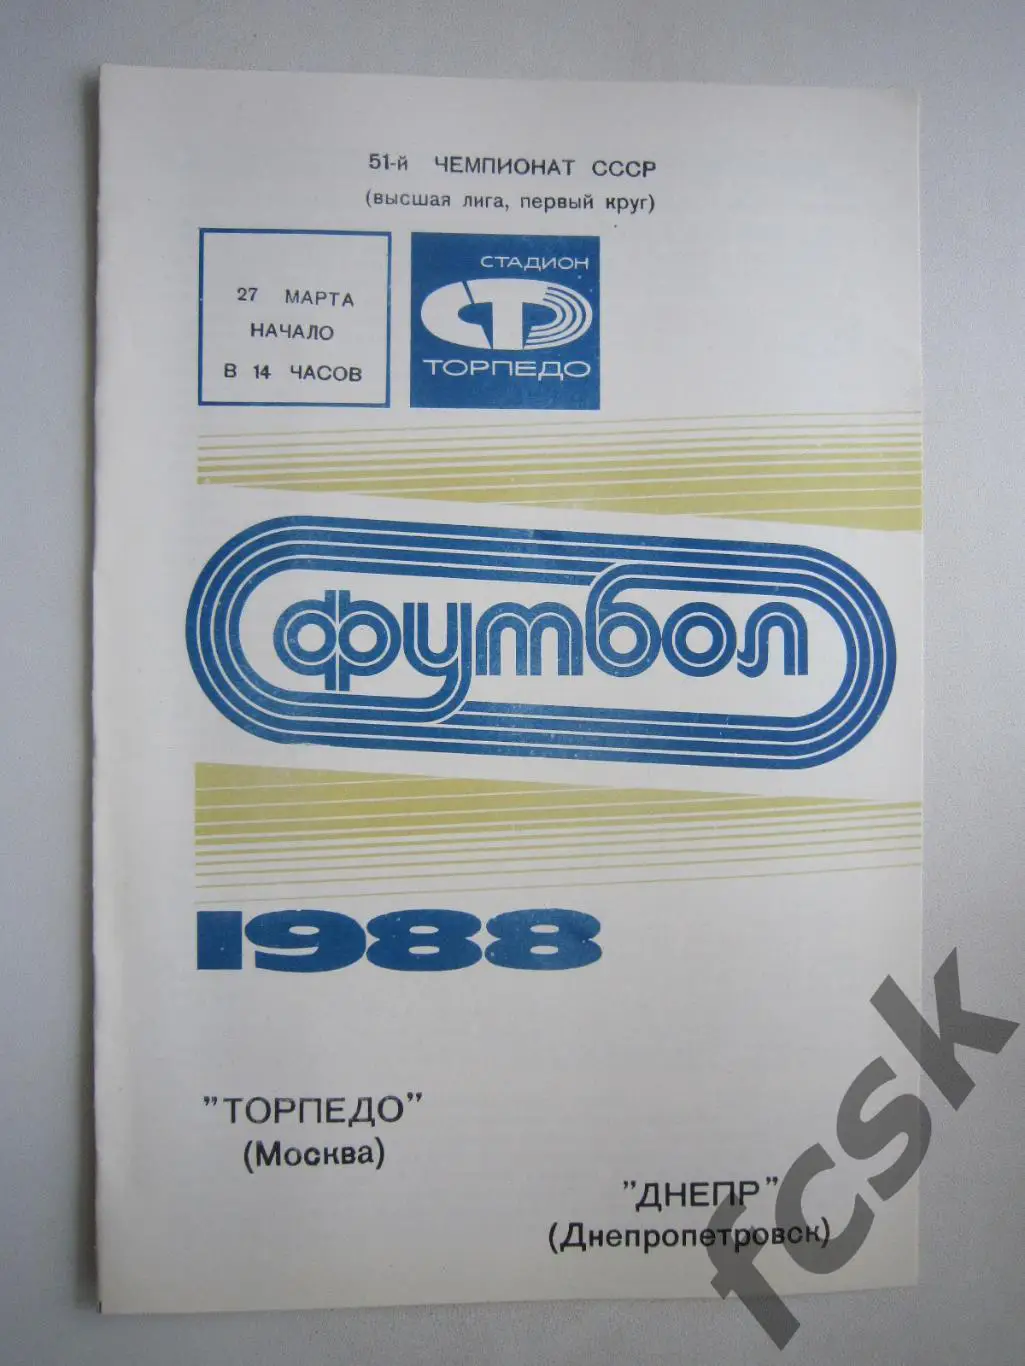 51-й ЧЕМПИОНАТ СССР
(высшая лига, первый круг)
27 МАРТА
НАЧАЛО
В 14 ЧАСОВ
СТАДИОН
ТОРПЕДО
футбол
1988
"ТОРПЕДО"
(Москва)
"ДНЕПР"
(Днепропетровск)
fcsk